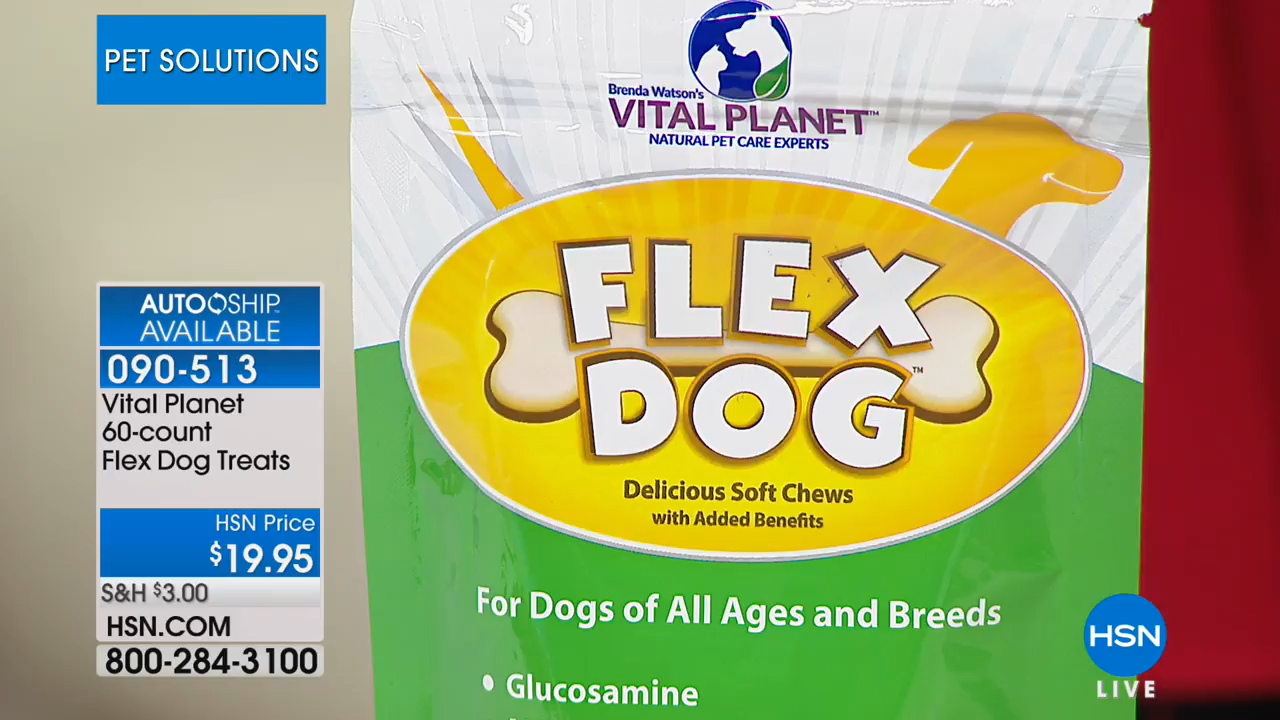 PET SOLUTIONS
AUTOSHIP
AVAILABLE
090-513
Vital Planet
60-count
Flex Dog Treats
HSN Price
$19.95
S&H $3.00
HSN.COM
800-284-3100
Brenda Watson's
VITAL PLANET™
NATURAL PET CARE EXPERTS
FLEX
DOG™
Delicious Soft Chews
with Added Benefits
For Dogs of All Ages and Breeds
• Glucosamine
HSN
LIVE